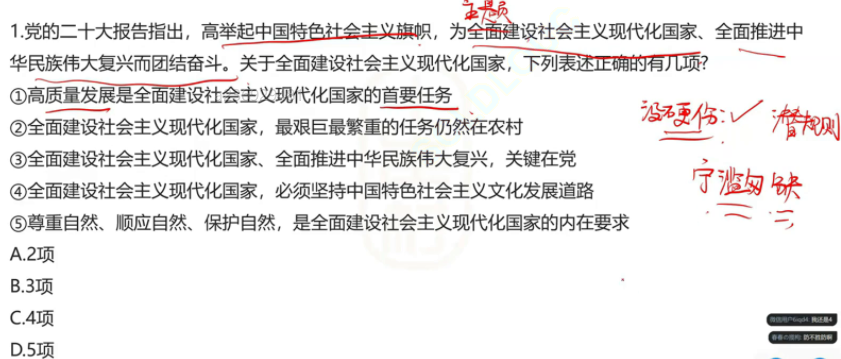 主题
1.党的二十大报告指出，高举起中国特色社会主义旗帜，为全面建设社会主义现代化国家、全面推进中
华民族伟大复兴而团结奋斗。关于全面建设社会主义现代化国家，下列表述正确的有几项?
①高质量发展是全面建设社会主义现代化国家的首要任务
②全面建设社会主义现代化国家，最艰巨最繁重的任务仍然在农村
没硬伤：✓ 潜规则
③全面建设社会主义现代化国家、全面推进中华民族伟大复兴，关键在党
④全面建设社会主义现代化国家，必须坚持中国特色社会主义文化发展道路
宁滥勿缺
⑤尊重自然、顺应自然、保护自然，是全面建设社会主义现代化国家的内在要求
A.2项
B.3项
C.4项
D.5项